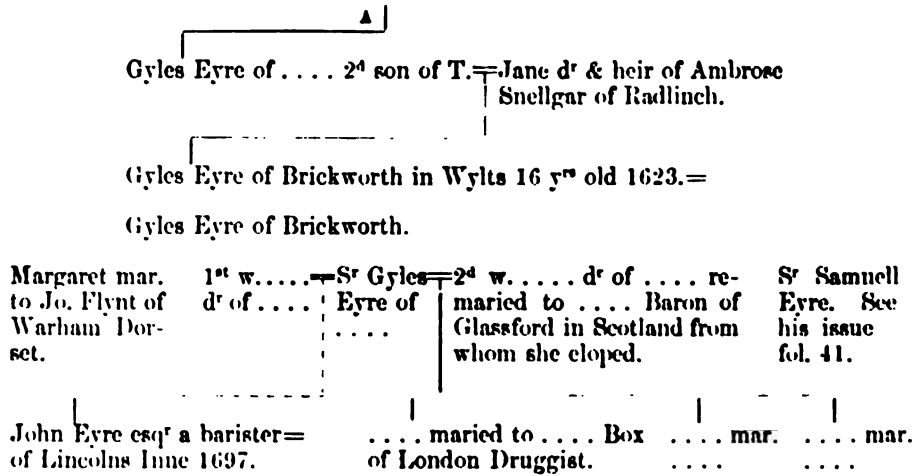 A
Gyles Eyre of . . . . 2d son of T.=Jane dr & heir of Ambrose
Snellgar of Radlinch.
Gyles Eyre of Brickworth in Wylts 16 yrs old 1623.=
Gyles Eyre of Brickworth.
Margaret mar.
to Jo. Flynt of
Warham Dor-
set.
1st w. . . . .=
dr of . . . .
Sr Gyles=
Eyre of
. . . .
2d w. . . . . dr of . . . . re-
maried to . . . . Baron of
Glassford in Scotland from
whom she eloped.
Sr Samuell
Eyre. See
his issue
fol. 41.
John Eyre esqr a barister=
of Lincolns Inne 1697.
. . . . maried to . . . . Box
of London Druggist.
. . . . mar.
. . . .
. . . . mar.
. . . .